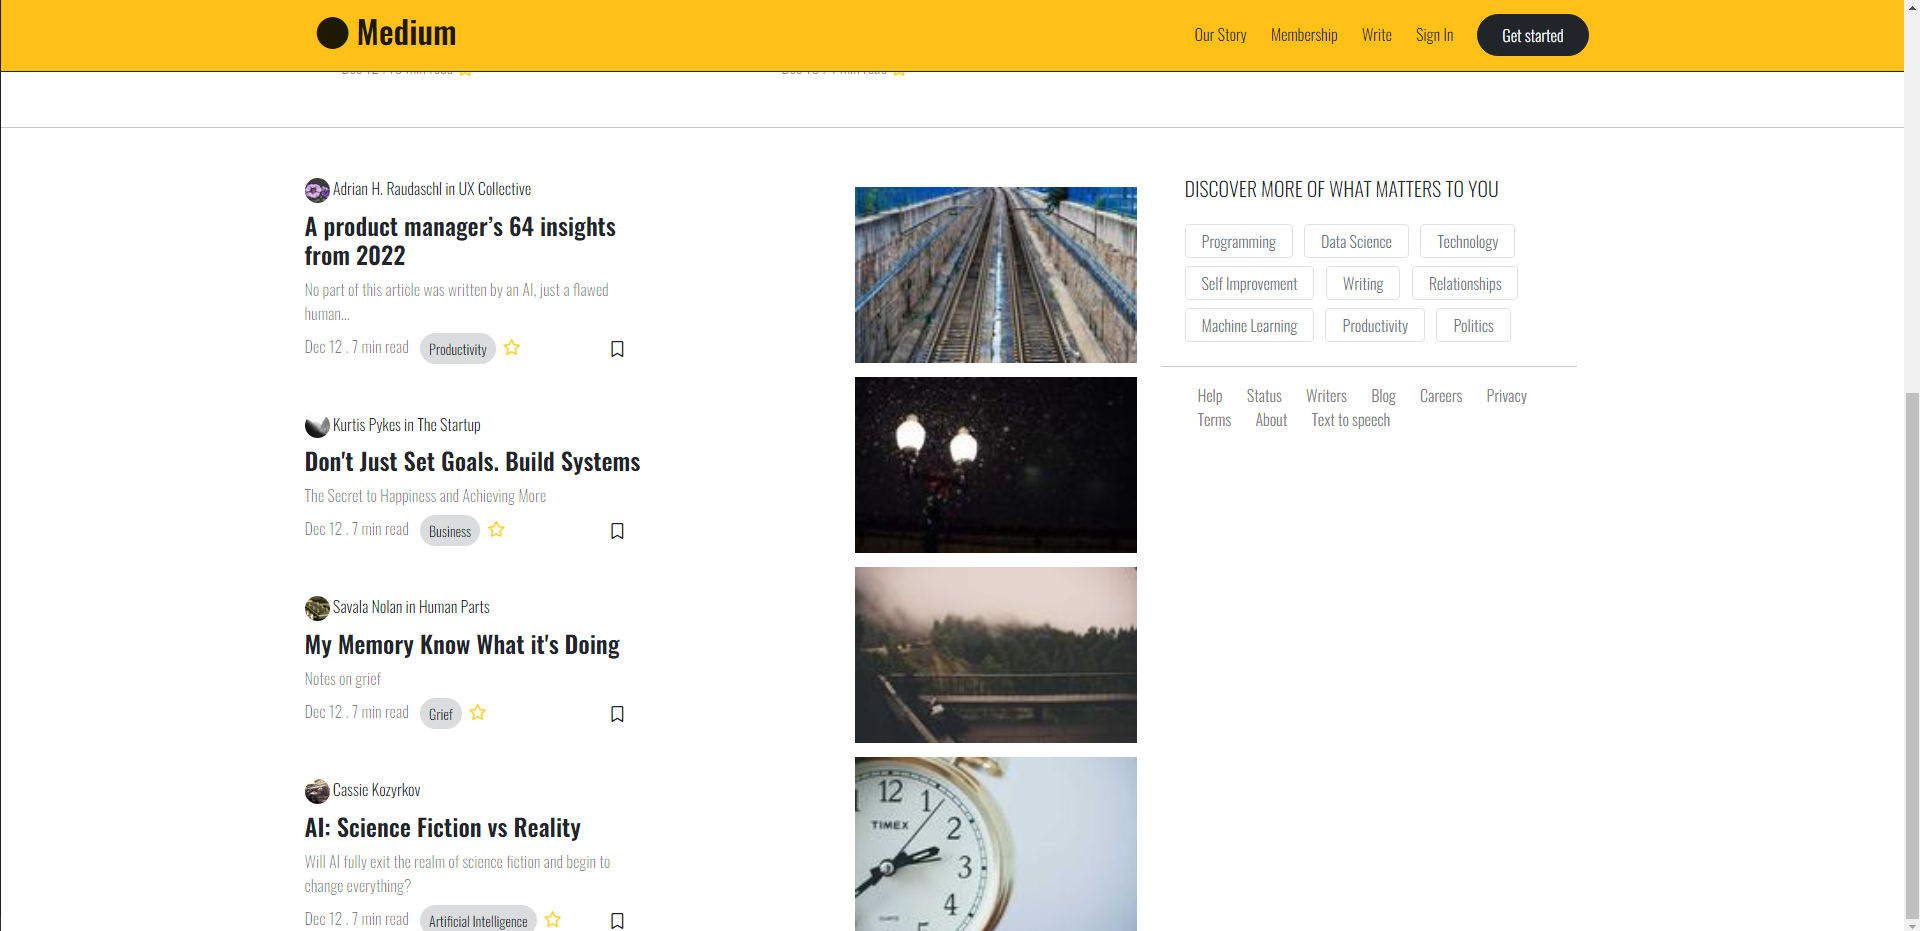 Medium
Our Story
Membership
Write
Sign In
Get started
Adrian H. Raudaschl in UX Collective
A product manager’s 64 insights
from 2022
No part of this article was written by an AI, just a flawed
human...
Dec 12 . 7 min read
Productivity
Kurtis Pykes in The Startup
Don't Just Set Goals. Build Systems
The Secret to Happiness and Achieving More
Dec 12 . 7 min read
Business
Savala Nolan in Human Parts
My Memory Know What it's Doing
Notes on grief
Dec 12 . 7 min read
Grief
Cassie Kozyrkov
AI: Science Fiction vs Reality
Will AI fully exit the realm of science fiction and begin to
change everything?
Dec 12 . 7 min read
Artificial Intelligence
12
1
TIMEX
2
3
4
5
DISCOVER MORE OF WHAT MATTERS TO YOU
Programming
Data Science
Technology
Self Improvement
Writing
Relationships
Machine Learning
Productivity
Politics
Help
Status
Writers
Blog
Careers
Privacy
Terms
About
Text to speech